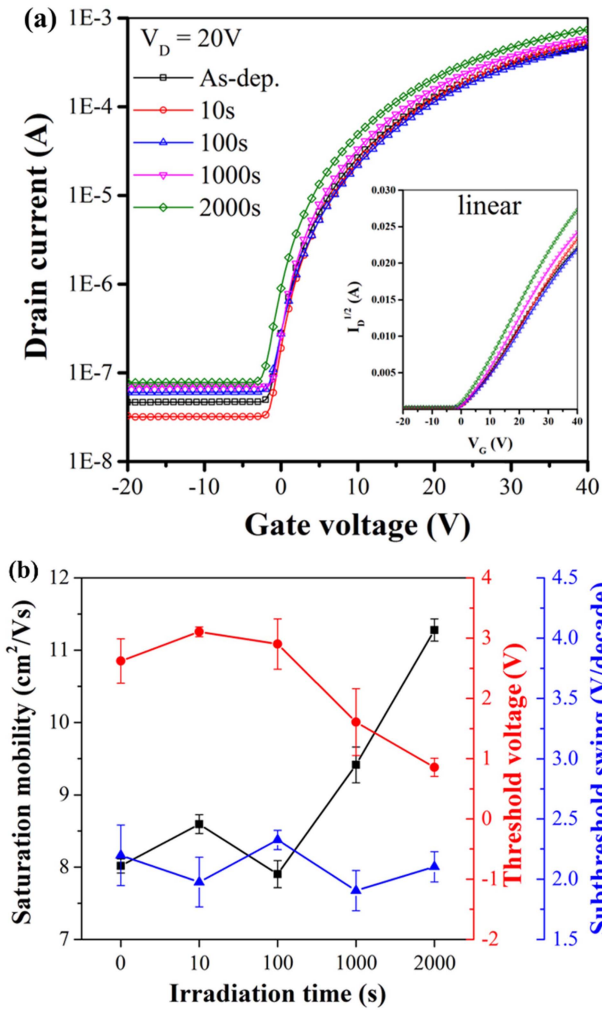 (a)
V_D = 20V
As-dep.
10s
100s
1000s
2000s
1E-3
1E-4
1E-5
1E-6
1E-7
1E-8
Drain current (A)
-20 -10 0 10 20 30 40
Gate voltage (V)
linear
0,030
0,025
0,020
0,015
0,010
0,005
I_D^1/2 (A)
-20 -10 0 10 20 30 40
V_G (V)
(b)
12
11
10
9
8
7
Saturation mobility (cm²/Vs)
4
3
2
1
0
-1
-2
Threshold voltage (V)
4.5
4.0
3.5
3.0
2.5
2.0
1.5
Subthreshold swing (V/decade)
0 10 100 1000 2000
Irradiation time (s)